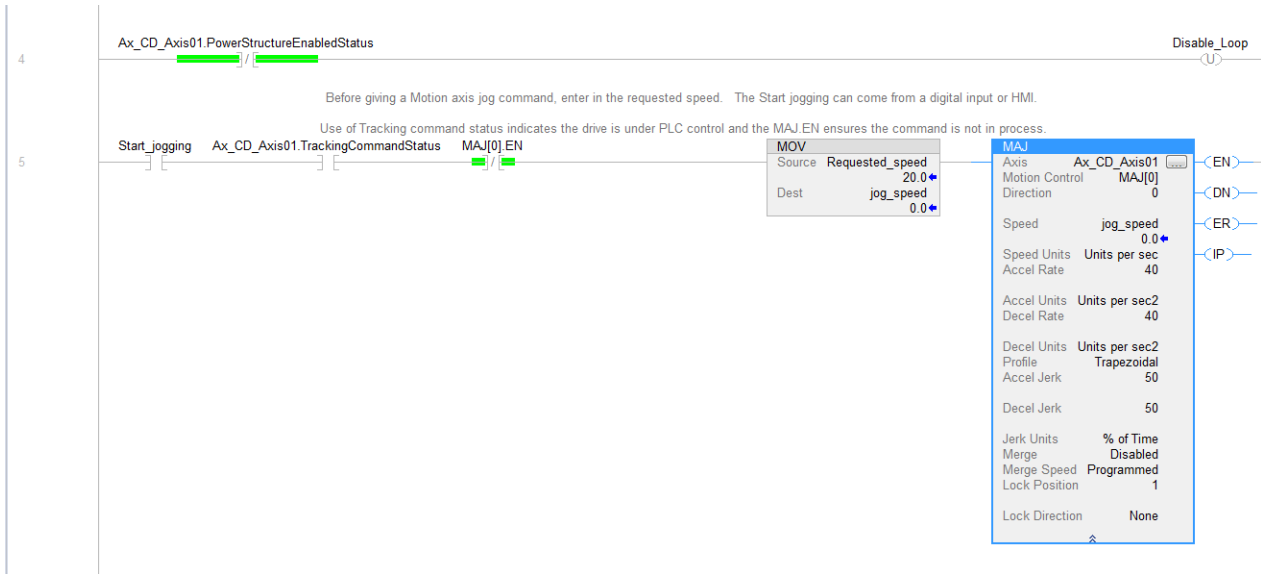 Ax_CD_Axis01.PowerStructureEnabledStatus Disable_Loop
4 / U
Before giving a Motion axis jog command, enter in the requested speed. The Start jogging can come from a digital input or HMI.
Use of Tracking command status indicates the drive is under PLC control and the MAJ.EN ensures the command is not in process.
Start_jogging Ax_CD_Axis01.TrackingCommandStatus MAJ[0].EN
5 /
MOV
Source Requested_speed
20.0
Dest jog_speed
0.0
MAJ
Axis Ax_CD_Axis01 ...
Motion Control MAJ[0]
Direction 0
Speed jog_speed
0.0
Speed Units Units per sec
Accel Rate 40
Accel Units Units per sec2
Decel Rate 40
Decel Units Units per sec2
Profile Trapezoidal
Accel Jerk 50
Decel Jerk 50
Jerk Units % of Time
Merge Disabled
Merge Speed Programmed
Lock Position 1
Lock Direction None
EN
DN
ER
IP